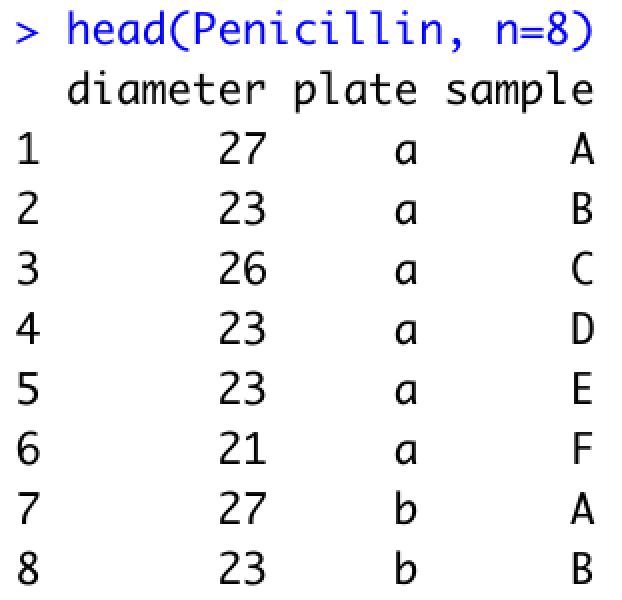 > head(Penicillin, n=8)
diameter plate sample
1 27 a A
2 23 a B
3 26 a C
4 23 a D
5 23 a E
6 21 a F
7 27 b A
8 23 b B